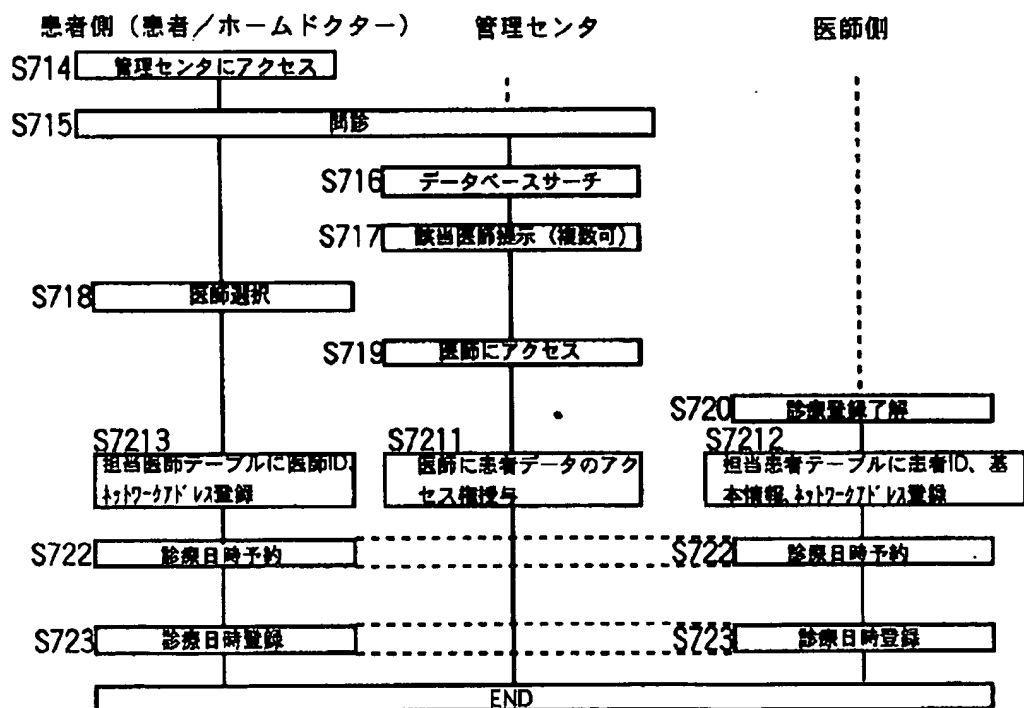 患者側（患者／ホームドクター） 管理センタ 医師側
S714 管理センタにアクセス
S715 問診
S716 データベースサーチ
S717 該当医師提示（複数可）
S718 医師選択
S719 医師にアクセス
S720 診療登録了解
S7213 S7211 S7212
担当医師テーブルに医師ID、 医師に患者データのアク 担当患者テーブルに患者ID、基
ネットワークアドレス登録 セス権授与 本情報、ネットワークアドレス登録
S722 診療日時予約 S722 診療日時予約
S723 診療日時登録 S723 診療日時登録
END